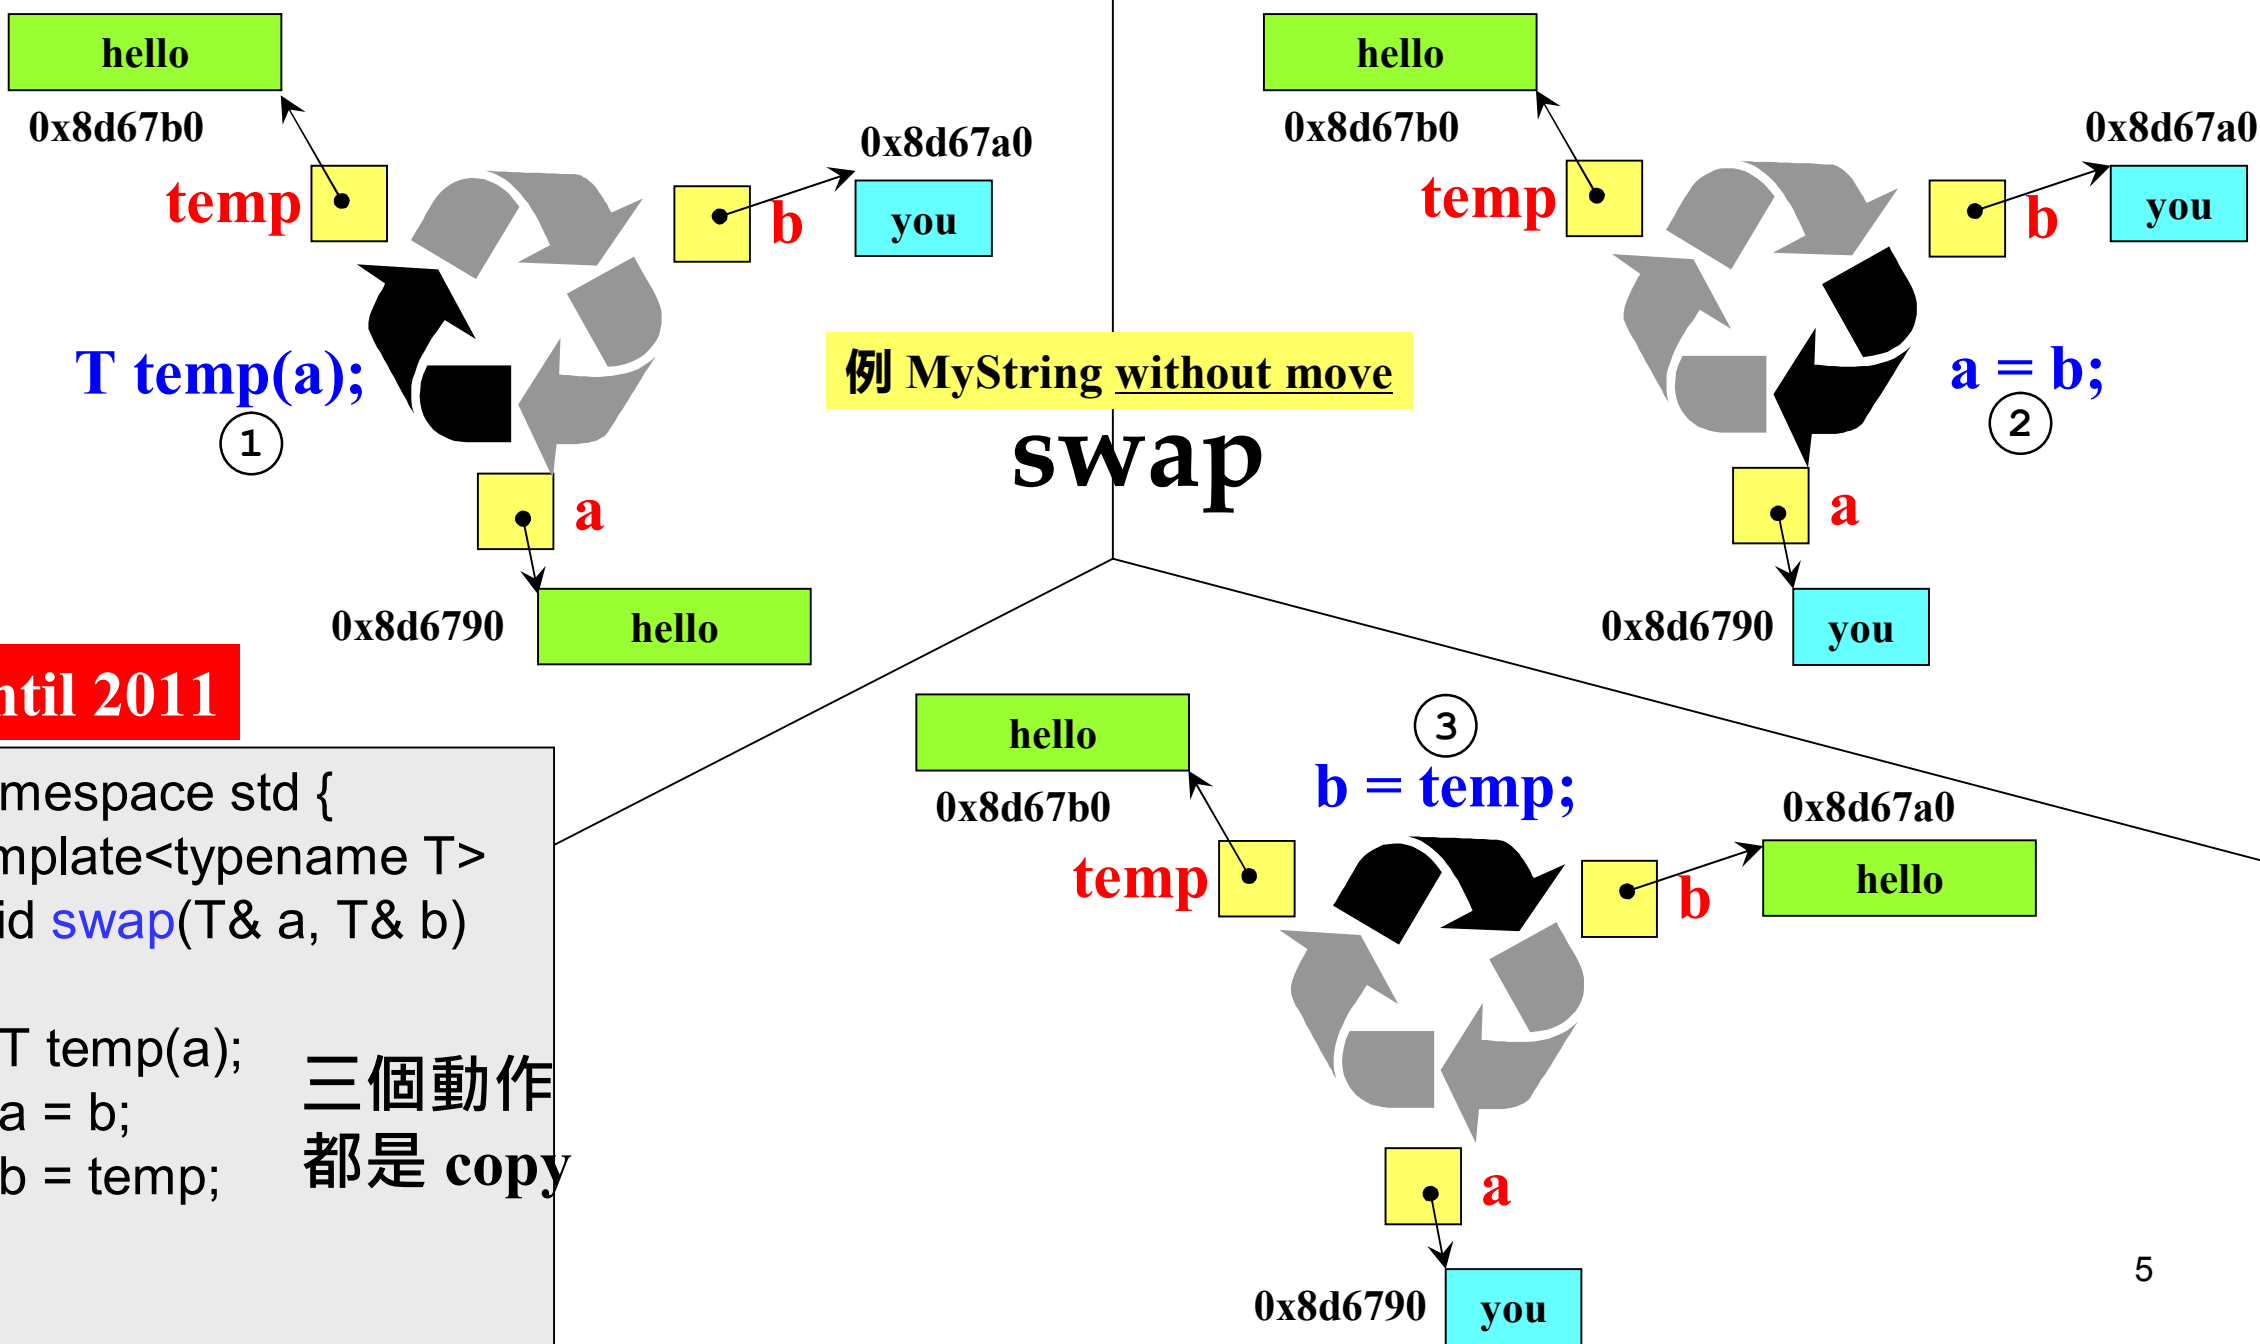 hello
0x8d67b0
temp
0x8d67a0
b
you
T temp(a);
1
a
0x8d6790
hello
例 MyString without move
swap
hello
0x8d67b0
temp
0x8d67a0
b
you
a = b;
2
a
0x8d6790
you
ntil 2011
mespace std {
mplate<typename T>
id swap(T& a, T& b)
T temp(a);
a = b;
b = temp;
三個動作
都是 copy
hello
0x8d67b0
temp
3
b = temp;
0x8d67a0
b
hello
a
0x8d6790
you
5